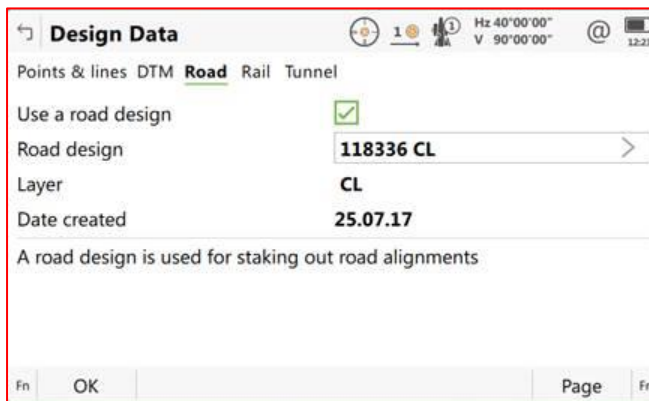 Design Data
1
1
Hz 40°00'00"
V 90°00'00"
@
Points & lines DTM Road Rail Tunnel
Use a road design
Road design 118336 CL
Layer CL
Date created 25.07.17
A road design is used for staking out road alignments
Fn OK Page